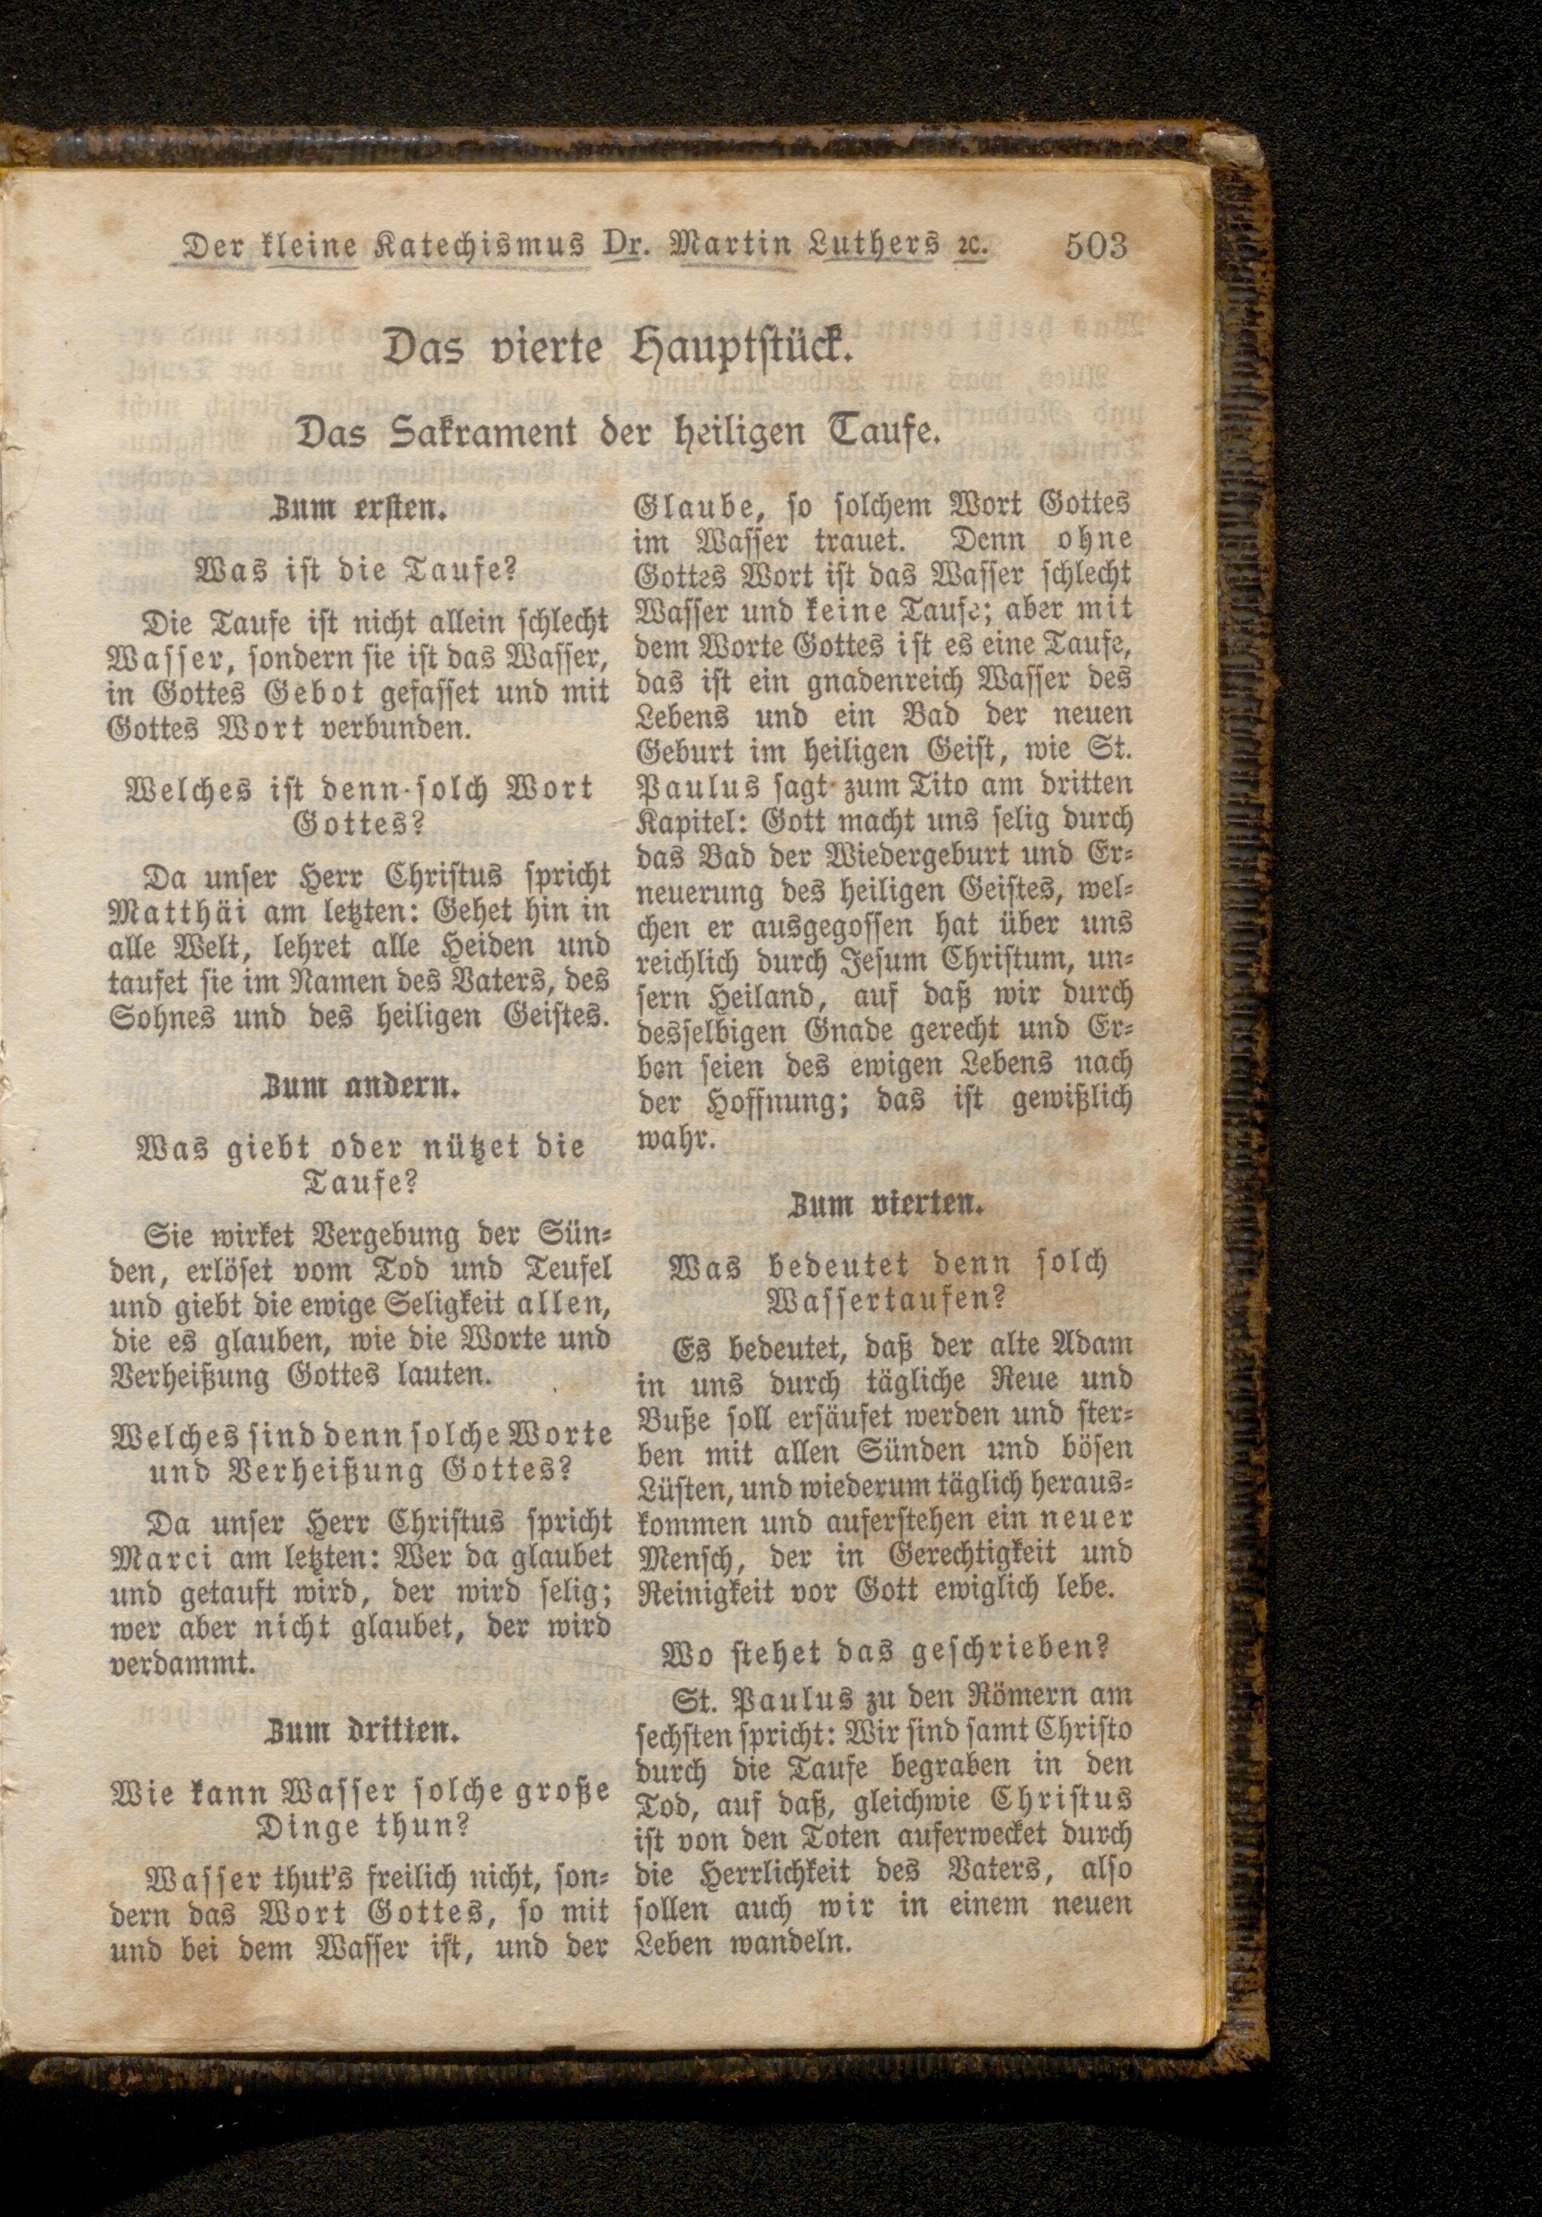 Der kleine Katechismus Dr. Martin Luthers ꝛc. 503
Das vierte Hauptstück.
Das Sakrament der heiligen Taufe.
Zum ersten.
Was ist die Taufe?
Die Taufe ist nicht allein schlecht
Wasser, sondern sie ist das Wasser,
in Gottes Gebot gefasset und mit
Gottes Wort verbunden.
Welches ist denn solch Wort
Gottes?
Da unser Herr Christus spricht
Matthäi am letzten: Gehet hin in
alle Welt, lehret alle Heiden und
taufet sie im Namen des Vaters, des
Sohnes und des heiligen Geistes.
Zum andern.
Was giebt oder nützet die
Taufe?
Sie wirket Vergebung der Sün-
den, erlöset vom Tod und Teufel
und giebt die ewige Seligkeit allen,
die es glauben, wie die Worte und
Verheißung Gottes lauten.
Welches sind denn solche Worte
und Verheißung Gottes?
Da unser Herr Christus spricht
Marci am letzten: Wer da glaubet
und getauft wird, der wird selig;
wer aber nicht glaubet, der wird
verdammt.
Zum dritten.
Wie kann Wasser solche große
Dinge thun?
Wasser thut's freilich nicht, son-
dern das Wort Gottes, so mit
und bei dem Wasser ist, und der
Glaube, so solchem Wort Gottes
im Wasser trauet. Denn ohne
Gottes Wort ist das Wasser schlecht
Wasser und keine Taufe; aber mit
dem Worte Gottes ist es eine Taufe,
das ist ein gnadenreich Wasser des
Lebens und ein Bad der neuen
Geburt im heiligen Geist, wie St.
Paulus sagt zum Tito am dritten
Kapitel: Gott macht uns selig durch
das Bad der Wiedergeburt und Er-
neuerung des heiligen Geistes, wel-
chen er ausgegossen hat über uns
reichlich durch Jesum Christum, un-
sern Heiland, auf daß wir durch
desselbigen Gnade gerecht und Er-
ben seien des ewigen Lebens nach
der Hoffnung; das ist gewißlich
wahr.
Zum vierten.
Was bedeutet denn solch
Wassertaufen?
Es bedeutet, daß der alte Adam
in uns durch tägliche Reue und
Buße soll ersäufet werden und ster-
ben mit allen Sünden und bösen
Lüsten, und wiederum täglich heraus-
kommen und auferstehen ein neuer
Mensch, der in Gerechtigkeit und
Reinigkeit vor Gott ewiglich lebe.
Wo stehet das geschrieben?
St. Paulus zu den Römern am
sechsten spricht: Wir sind samt Christo
durch die Taufe begraben in den
Tod, auf daß, gleichwie Christus
ist von den Toten auferwecket durch
die Herrlichkeit des Vaters, also
sollen auch wir in einem neuen
Leben wandeln.